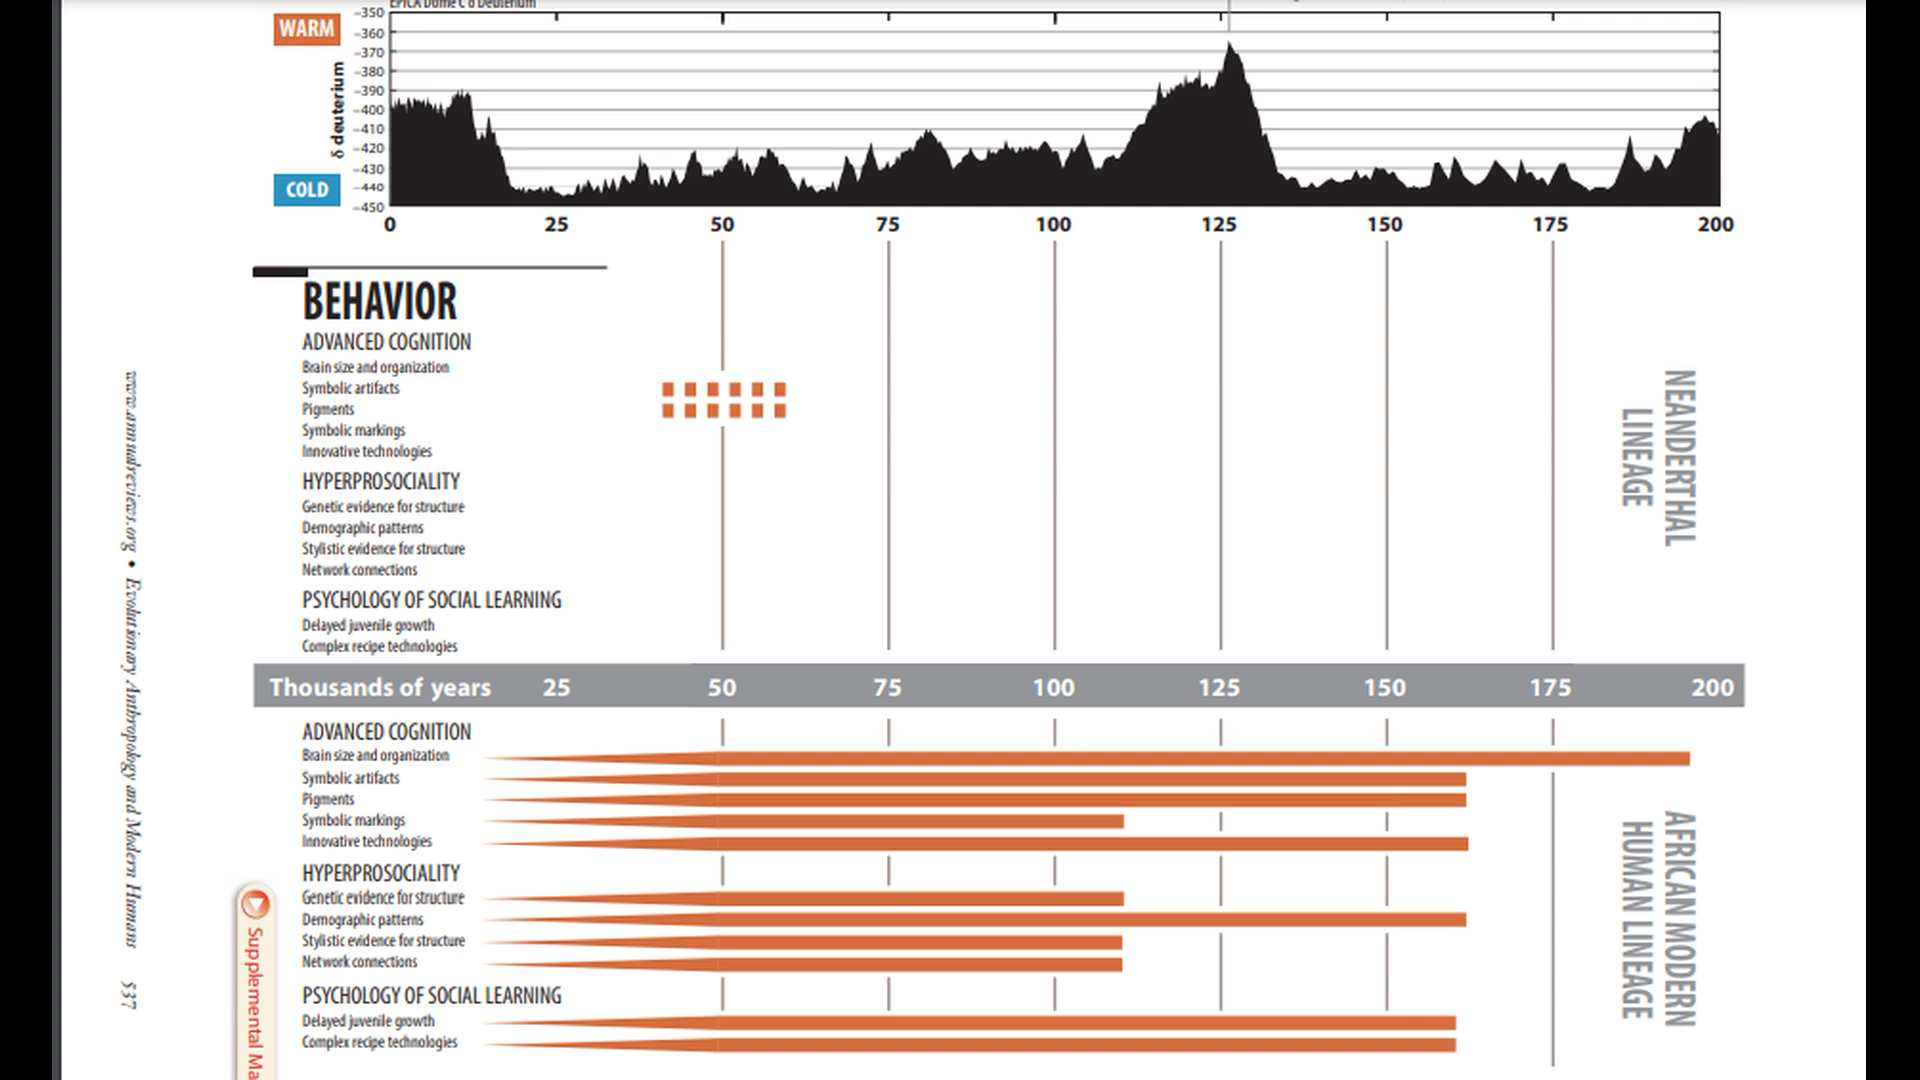 EPICA Dome C δ Deuterium
WARM
δ deuterium
COLD
–350
–360
–370
–380
–390
–400
–410
–420
–430
–440
–450
0 25 50 75 100 125 150 175 200
BEHAVIOR
ADVANCED COGNITION
Brain size and organization
Symbolic artifacts
Pigments
Symbolic markings
Innovative technologies
HYPERPROSOCIALITY
Genetic evidence for structure
Demographic patterns
Stylistic evidence for structure
Network connections
PSYCHOLOGY OF SOCIAL LEARNING
Delayed juvenile growth
Complex recipe technologies
NEANDERTHAL
LINEAGE
Thousands of years 25 50 75 100 125 150 175 200
ADVANCED COGNITION
Brain size and organization
Symbolic artifacts
Pigments
Symbolic markings
Innovative technologies
HYPERPROSOCIALITY
Genetic evidence for structure
Demographic patterns
Stylistic evidence for structure
Network connections
PSYCHOLOGY OF SOCIAL LEARNING
Delayed juvenile growth
Complex recipe technologies
AFRICAN MODERN
HUMAN LINEAGE
www.annualreviews.org • Evolutionary Anthropology and Modern Humans 537
Supplemental Ma